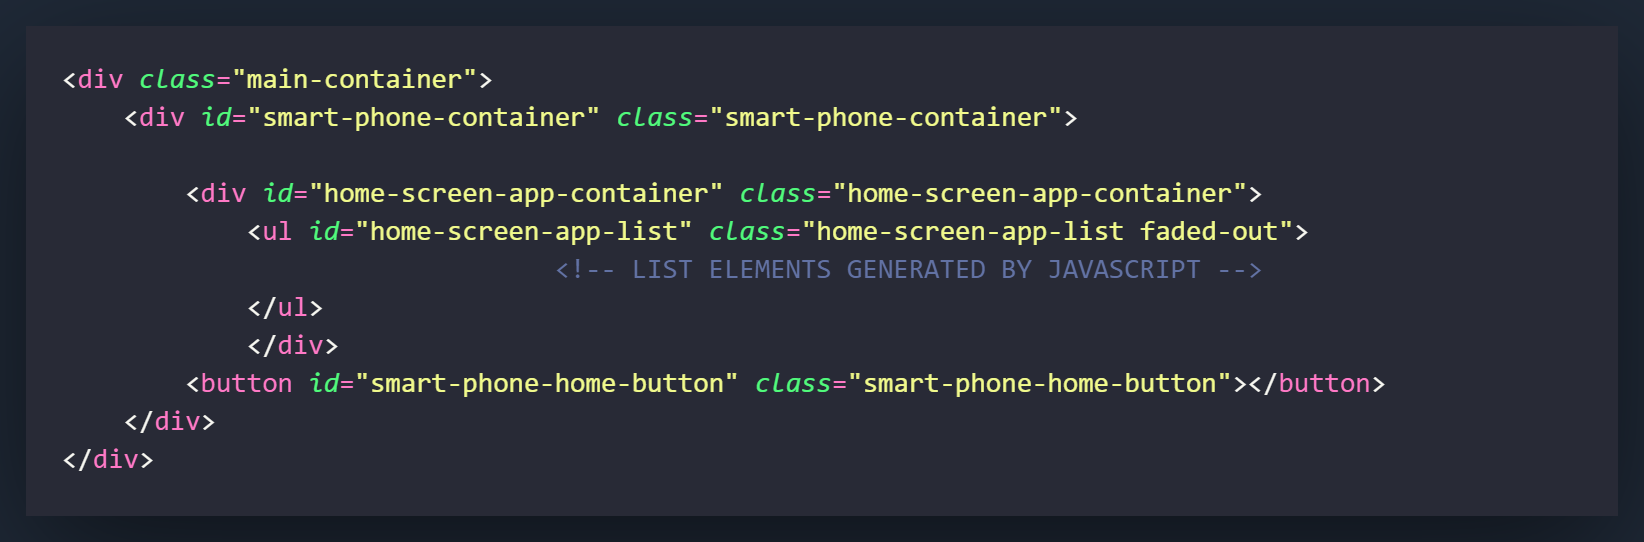 <div class="main-container">
    <div id="smart-phone-container" class="smart-phone-container">

        <div id="home-screen-app-container" class="home-screen-app-container">
            <ul id="home-screen-app-list" class="home-screen-app-list faded-out">
                                <!-- LIST ELEMENTS GENERATED BY JAVASCRIPT -->
            </ul>
            </div>
        <button id="smart-phone-home-button" class="smart-phone-home-button"></button>
    </div>
</div>